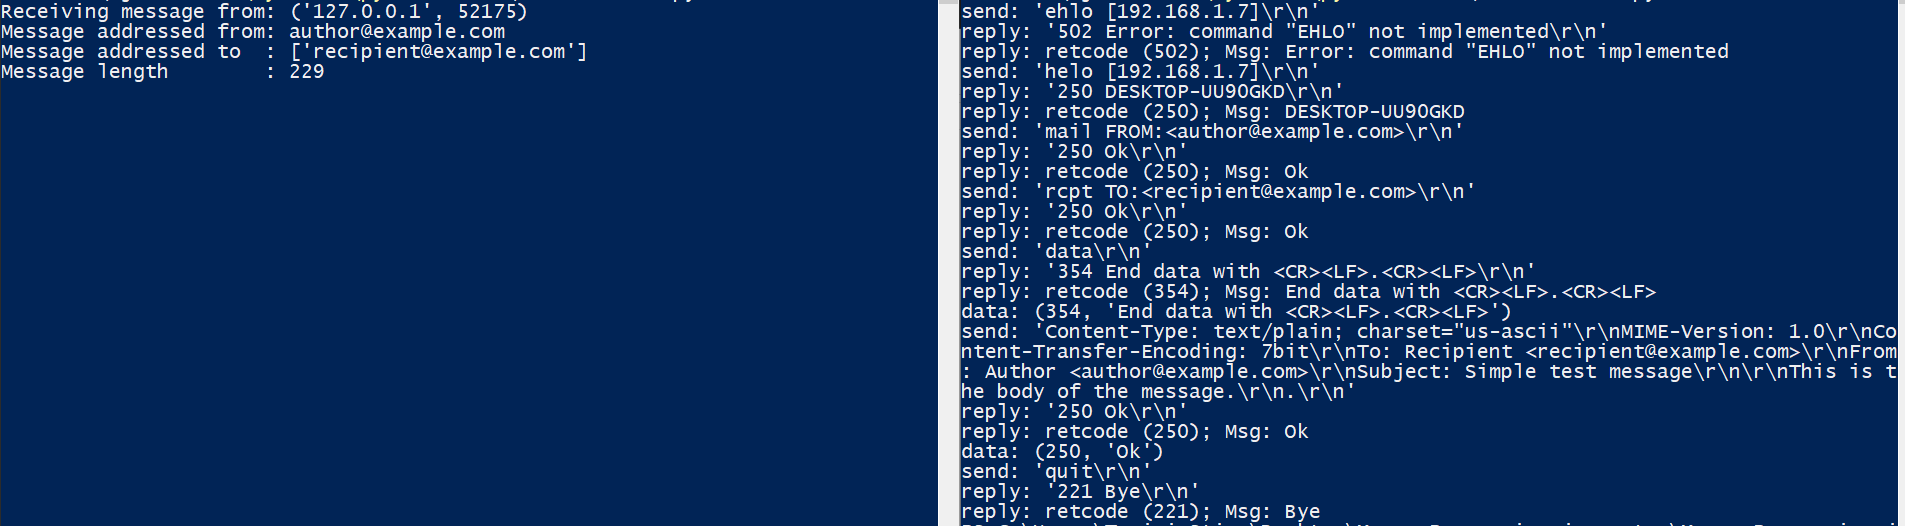 Receiving message from: ('127.0.0.1', 52175)
Message addressed from: author@example.com
Message addressed to  : ['recipient@example.com']
Message length        : 229
send: 'ehlo [192.168.1.7]\r\n'
reply: '502 Error: command "EHLO" not implemented\r\n'
reply: retcode (502); Msg: Error: command "EHLO" not implemented
send: 'helo [192.168.1.7]\r\n'
reply: '250 DESKTOP-UU9OGKD\r\n'
reply: retcode (250); Msg: DESKTOP-UU9OGKD
send: 'mail FROM:<author@example.com>\r\n'
reply: '250 Ok\r\n'
reply: retcode (250); Msg: Ok
send: 'rcpt TO:<recipient@example.com>\r\n'
reply: '250 Ok\r\n'
reply: retcode (250); Msg: Ok
send: 'data\r\n'
reply: '354 End data with <CR><LF>.<CR><LF>\r\n'
reply: retcode (354); Msg: End data with <CR><LF>.<CR><LF>
data: (354, 'End data with <CR><LF>.<CR><LF>')
send: 'Content-Type: text/plain; charset="us-ascii"\r\nMIME-Version: 1.0\r\nCo
ntent-Transfer-Encoding: 7bit\r\nTo: Recipient <recipient@example.com>\r\nFrom
: Author <author@example.com>\r\nSubject: Simple test message\r\n\r\nThis is t
he body of the message.\r\n.\r\n'
reply: '250 Ok\r\n'
reply: retcode (250); Msg: Ok
data: (250, 'Ok')
send: 'quit\r\n'
reply: '221 Bye\r\n'
reply: retcode (221); Msg: Bye